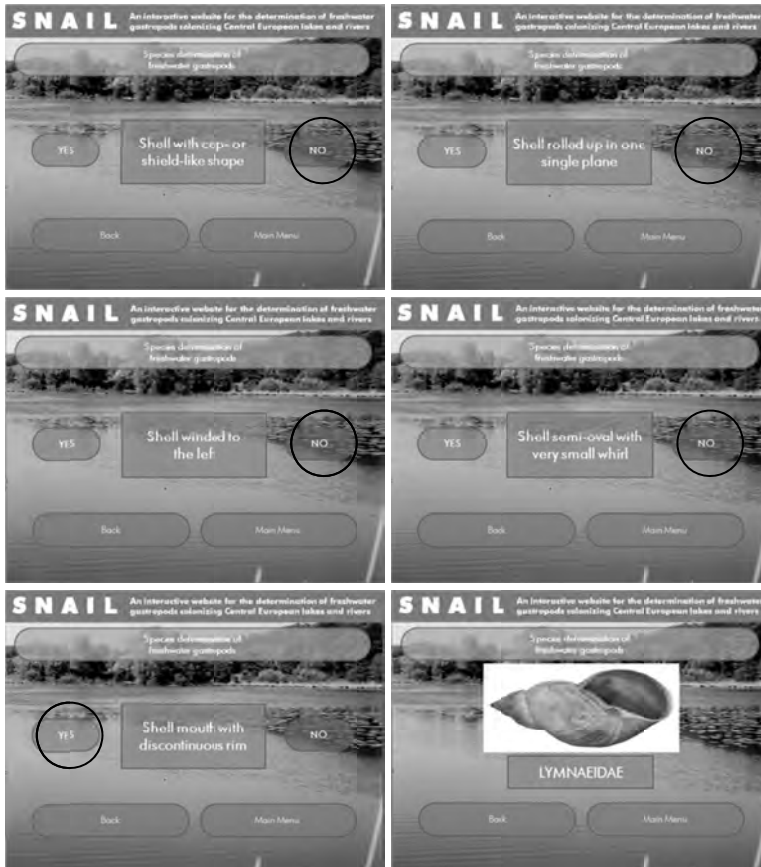 SNAIL An interactive website for the determination of freshwater
gastropods colonizing Central European lakes and rivers
Species determination of
freshwater gastropods
YES
Shell with cap- or
shield-like shape
NO
Back
Main Menu
SNAIL An interactive website for the determination of freshwater
gastropods colonizing Central European lakes and rivers
Species determination of
freshwater gastropods
YES
Shell rolled up in one
single plane
NO
Back
Main Menu
SNAIL An interactive website for the determination of freshwater
gastropods colonizing Central European lakes and rivers
Species determination of
freshwater gastropods
YES
Shell winded to
the left
NO
Back
Main Menu
SNAIL An interactive website for the determination of freshwater
gastropods colonizing Central European lakes and rivers
Species determination of
freshwater gastropods
YES
Shell semi-oval with
very small whirl
NO
Back
Main Menu
SNAIL An interactive website for the determination of freshwater
gastropods colonizing Central European lakes and rivers
Species determination of
freshwater gastropods
YES
Shell mouth with
discontinuous rim
NO
Back
Main Menu
SNAIL An interactive website for the determination of freshwater
gastropods colonizing Central European lakes and rivers
Species determination of
freshwater gastropods
LYMNAEIDAE
Back
Main Menu